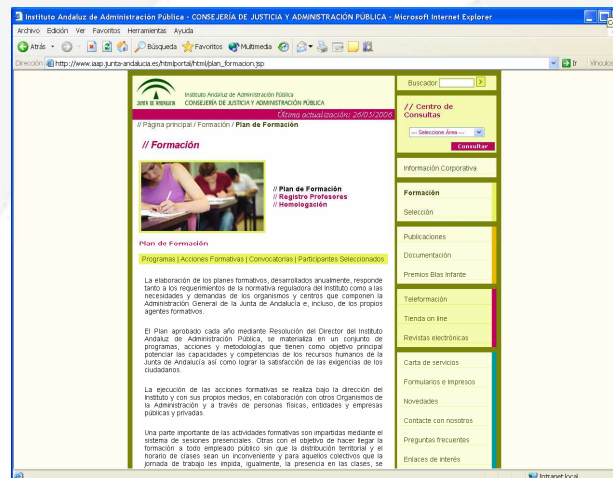 Instituto Andaluz de Administración Pública - CONSEJERÍA DE JUSTICIA Y ADMINISTRACIÓN PÚBLICA - Microsoft Internet Explorer
Archivo Edición Ver Favoritos Herramientas Ayuda
Atrás Búsqueda Favoritos Multimedia
Dirección http://www.iaap.junta-andalucia.es/htmlportal/html/plan_formacion.jsp Ir Vínculos
JUNTA DE ANDALUCIA
Instituto Andaluz de Administración Pública
CONSEJERÍA DE JUSTICIA Y ADMINISTRACIÓN PÚBLICA
Última actualización: 26/05/2006
// Página principal / Formación / Plan de Formación
// Formación
// Plan de Formación
// Registro Profesores
// Homologación
Plan de Formación
Programas | Acciones Formativas | Convocatorias | Participantes Seleccionados
La elaboración de los planes formativos, desarrollados anualmente, responde
tanto a los requerimientos de la normativa reguladora del Instituto como a las
necesidades y demandas de los organismos y centros que componen la
Administración General de la Junta de Andalucía e, incluso, de los propios
agentes formativos.
El Plan aprobado cada año mediante Resolución del Director del Instituto
Andaluz de Administración Pública, se materializa en un conjunto de
programas, acciones y metodologías que tienen como objetivo principal
potenciar las capacidades y competencias de los recursos humanos de la
Junta de Andalucía así como lograr la satisfacción de las exigencias de los
ciudadanos.
La ejecución de las acciones formativas se realiza bajo la dirección del
Instituto y con sus propios medios, en colaboración con otros Organismos de
la Administración y a través de personas físicas, entidades y empresas
públicas y privadas.
Una parte importante de las actividades formativas son impartidas mediante el
sistema de sesiones presenciales. Otras con el objetivo de hacer llegar la
formación a todo empleado público sin que la distribución territorial y el
horario de clases sean un inconveniente y para aquellos colectivos que la
jornada de trabajo les impida, igualmente, la presencia en las clases, se
Buscador
// Centro de
Consultas
--- Seleccione Área ---
Consultar
Información Corporativa
Formación
Selección
Publicaciones
Documentación
Premios Blas Infante
Teleformación
Tienda on line
Revistas electrónicas
Carta de servicios
Formularios e Impresos
Novedades
Contacte con nosotros
Preguntas frecuentes
Enlaces de interés
Intranet local